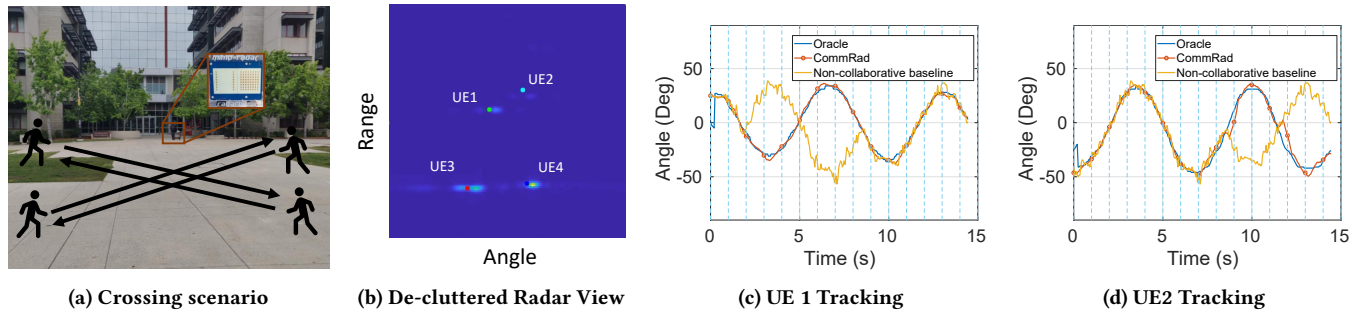 mmp-radar
UE1
UE2
UE3
UE4
Range
Angle
Oracle
CommRad
Non-collaborative baseline
50
0
-50
Angle (Deg)
0
5
10
15
Time (s)
Oracle
CommRad
Non-collaborative baseline
50
0
-50
Angle (Deg)
0
5
10
15
Time (s)
(a) Crossing scenario
(b) De-cluttered Radar View
(c) UE 1 Tracking
(d) UE2 Tracking